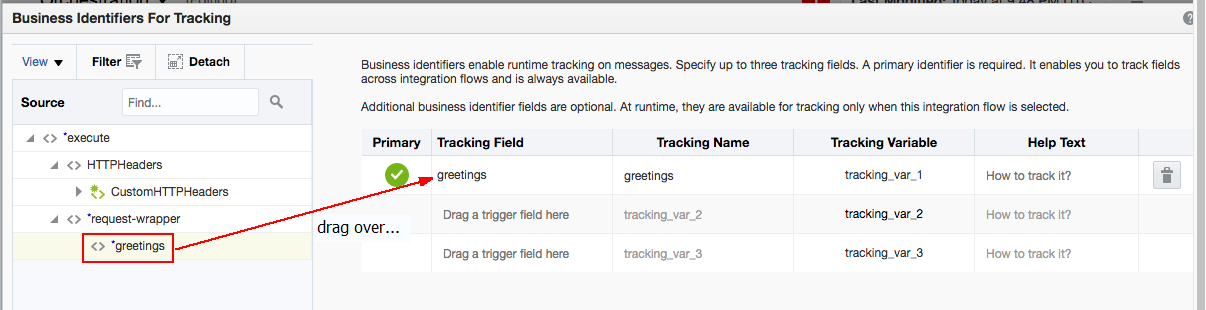 Business Identifiers For Tracking
View
Filter
Detach
Source
Find...
*execute
HTTPHeaders
CustomHTTPHeaders
*request-wrapper
*greetings
drag over...
Business identifiers enable runtime tracking on messages. Specify up to three tracking fields. A primary identifier is required. It enables you to track fields
across integration flows and is always available.
Additional business identifier fields are optional. At runtime, they are available for tracking only when this integration flow is selected.
Primary Tracking Field Tracking Name Tracking Variable Help Text
greetings greetings tracking_var_1 How to track it?
Drag a trigger field here tracking_var_2 tracking_var_2 How to track it?
Drag a trigger field here tracking_var_3 tracking_var_3 How to track it?